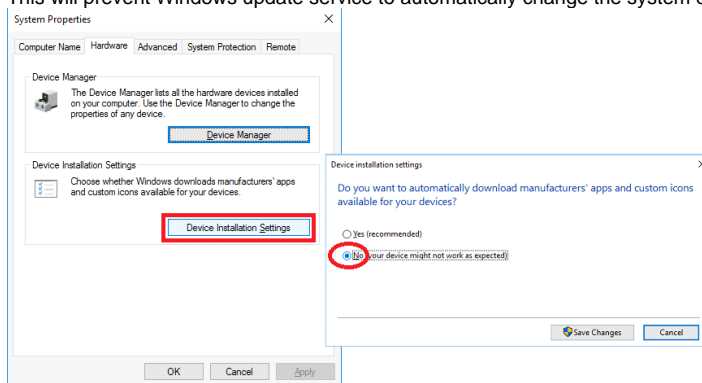 This will prevent Windows update service to automatically change the system
System Properties
Computer Name Hardware Advanced System Protection Remote
Device Manager
The Device Manager lists all the hardware devices installed
on your computer. Use the Device Manager to change the
properties of any device.
Device Manager
Device Installation Settings
Choose whether Windows downloads manufacturers' apps
and custom icons available for your devices.
Device Installation Settings
OK Cancel Apply
Device installation settings
Do you want to automatically download manufacturers' apps and custom icons
available for your devices?
Yes (recommended)
No (your device might not work as expected)
Save Changes Cancel